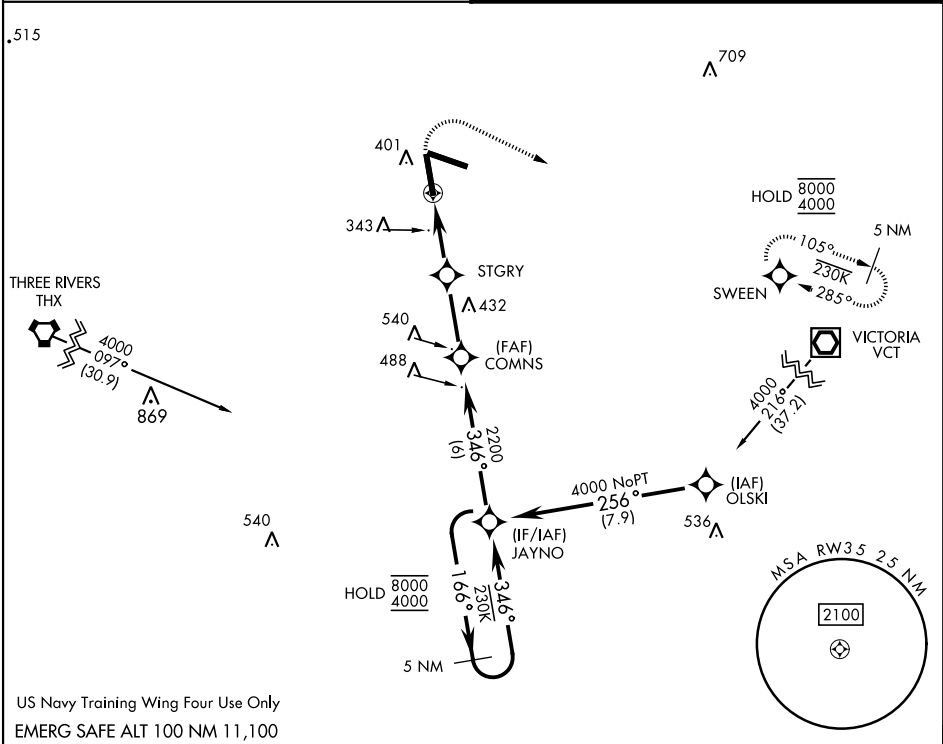 .515
709
401
HOLD 8000
4000
343
105°
5 NM
230K
285°
SWEEN
STGRY
THREE RIVERS
THX
432
540
(FAF)
COMNS
VICTORIA
VCT
4000
097°
(30.9)
488
869
4000
216°
(37.2)
2200
346°
(6)
4000 NoPT
256°
(7.9)
(IAF)
OLSKI
536
540
(IF/IAF)
JAYNO
HOLD 8000
4000
166°
230K
346°
5 NM
MSA RW35 25 NM
2100
US Navy Training Wing Four Use Only
EMERG SAFE ALT 100 NM 11,100